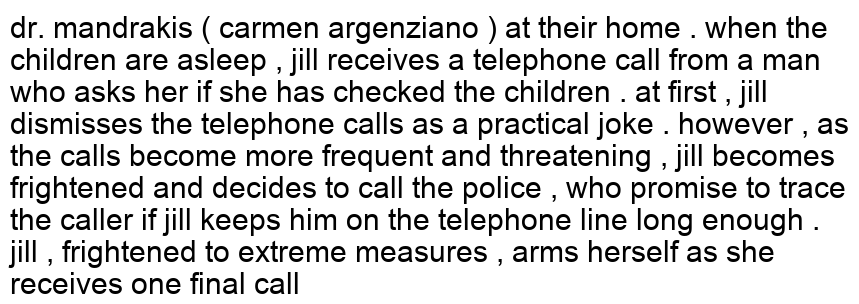 dr. mandrakis ( carmen argenziano ) at their home . when the
children are asleep , jill receives a telephone call from a man
who asks her if she has checked the children . at first , jill
dismisses the telephone calls as a practical joke . however , as
the calls become more frequent and threatening , jill becomes
frightened and decides to call the police , who promise to trace
the caller if jill keeps him on the telephone line long enough .
jill , frightened to extreme measures , arms herself as she
receives one final call